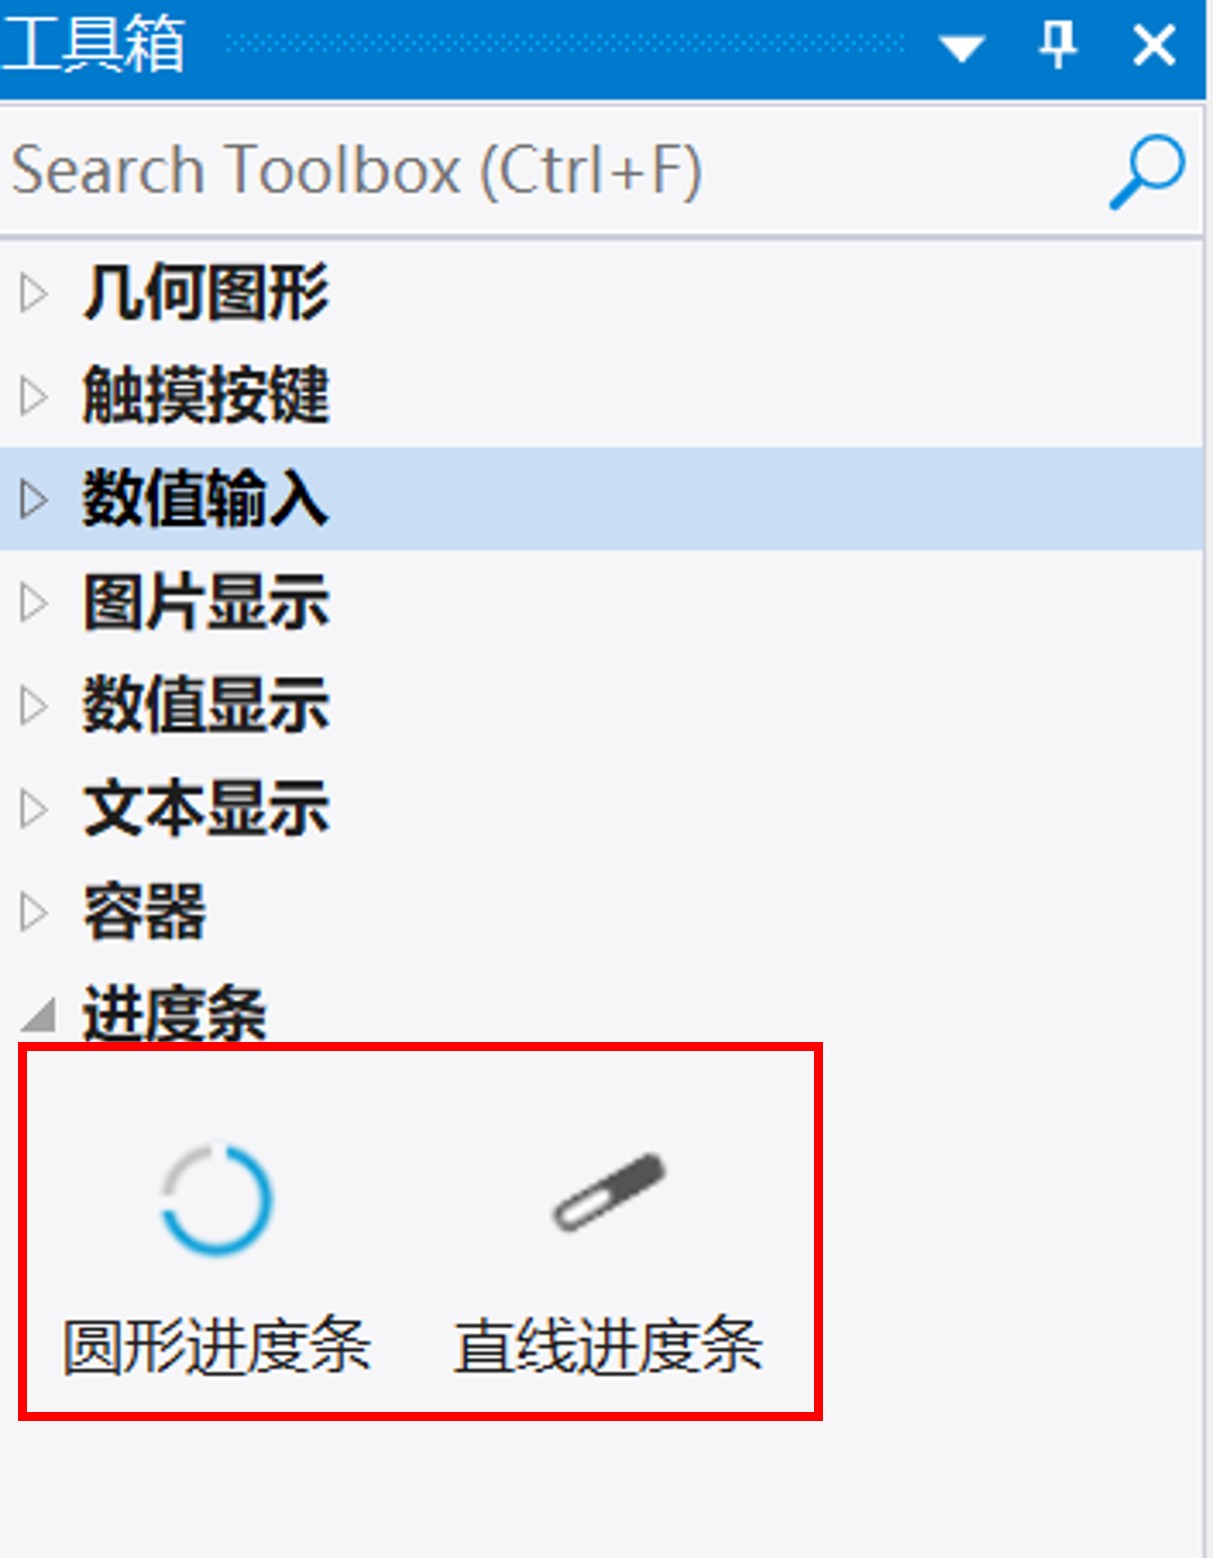 工具箱
Search Toolbox (Ctrl+F)
几何图形
触摸按键
数值输入
图片显示
数值显示
文本显示
容器
进度条
圆形进度条 直线进度条